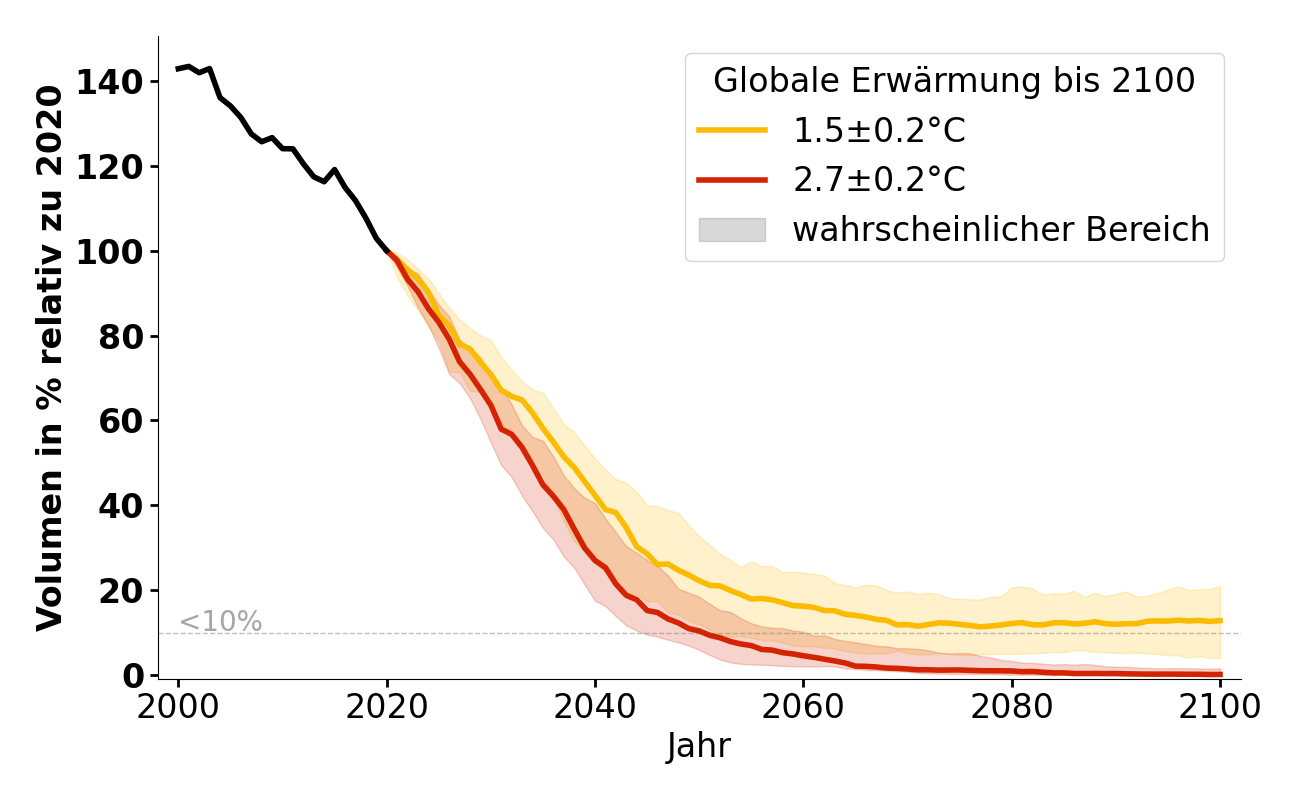 Volumen in % relativ zu 2020
140
120
100
80
60
40
20
0
<10%
Globale Erwärmung bis 2100
1.5±0.2°C
2.7±0.2°C
wahrscheinlicher Bereich
2000 2020 2040 2060 2080 2100
Jahr